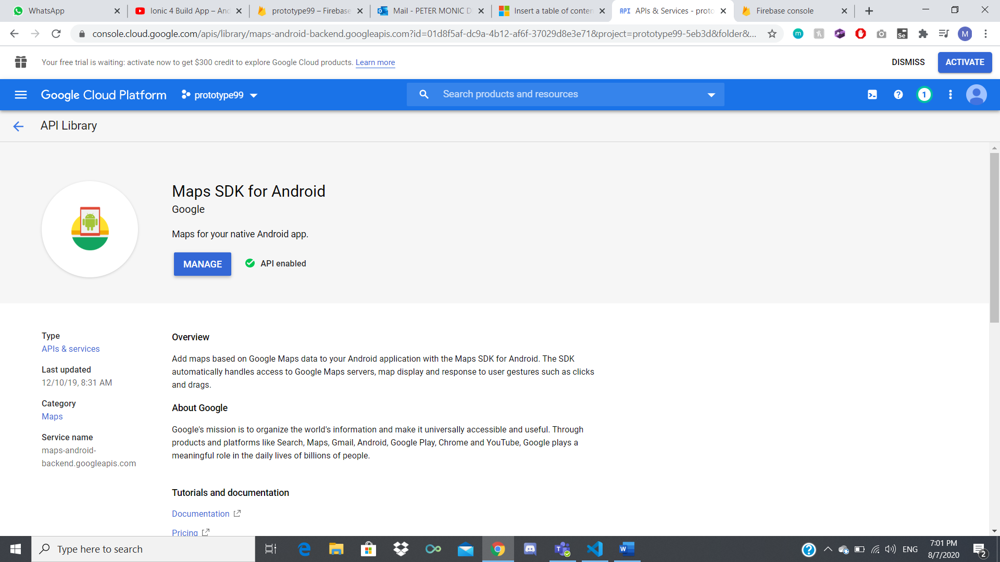 WhatsApp
Ionic 4 Build App – And
prototype99 – Firebase
Mail - PETER MONIC D
Insert a table of conten
API APIs & Services - proto
Firebase console
console.cloud.google.com/apis/library/maps-android-backend.googleapis.com?id=01d8f5af-dc9a-4b12-af6f-37029d8e3e71&project=prototype99-5eb3d&folder&...
m
Se
M
Your free trial is waiting: activate now to get $300 credit to explore Google Cloud products. Learn more
DISMISS
ACTIVATE
Google Cloud Platform
prototype99
Search products and resources
1
API Library
Maps SDK for Android
Google
Maps for your native Android app.
MANAGE
API enabled
Type
APIs & services
Last updated
12/10/19, 8:31 AM
Category
Maps
Service name
maps-android-
backend.googleapis.com
Overview
Add maps based on Google Maps data to your Android application with the Maps SDK for Android. The SDK
automatically handles access to Google Maps servers, map display and response to user gestures such as clicks
and drags.
About Google
Google's mission is to organize the world's information and make it universally accessible and useful. Through
products and platforms like Search, Maps, Gmail, Android, Google Play, Chrome and YouTube, Google plays a
meaningful role in the daily lives of billions of people.
Tutorials and documentation
Documentation
Pricing
Type here to search
ENG
7:01 PM
8/7/2020
2